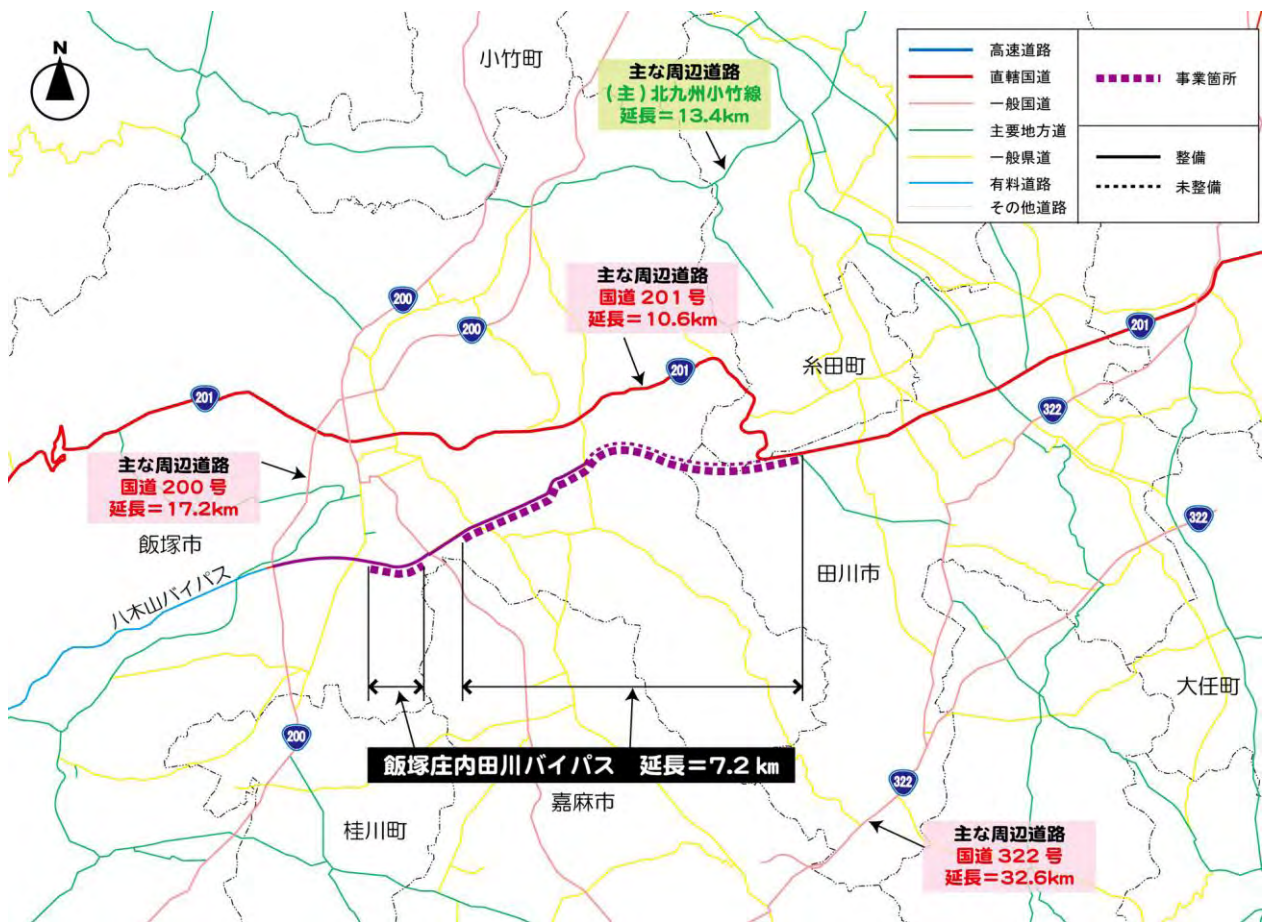 N
小竹町
主な周辺道路
(主)北九州小竹線
延長=13.4km
高速道路
直轄国道
一般国道
主要地方道
一般県道
有料道路
その他道路
事業箇所
整備
未整備
主な周辺道路
国道201号
延長=10.6km
200
200
201
201
201
糸田町
322
主な周辺道路
国道200号
延長=17.2km
飯塚市
八木山バイパス
322
田川市
大任町
200
飯塚庄内田川バイパス 延長=7.2km
嘉麻市
桂川町
322
主な周辺道路
国道322号
延長=32.6km